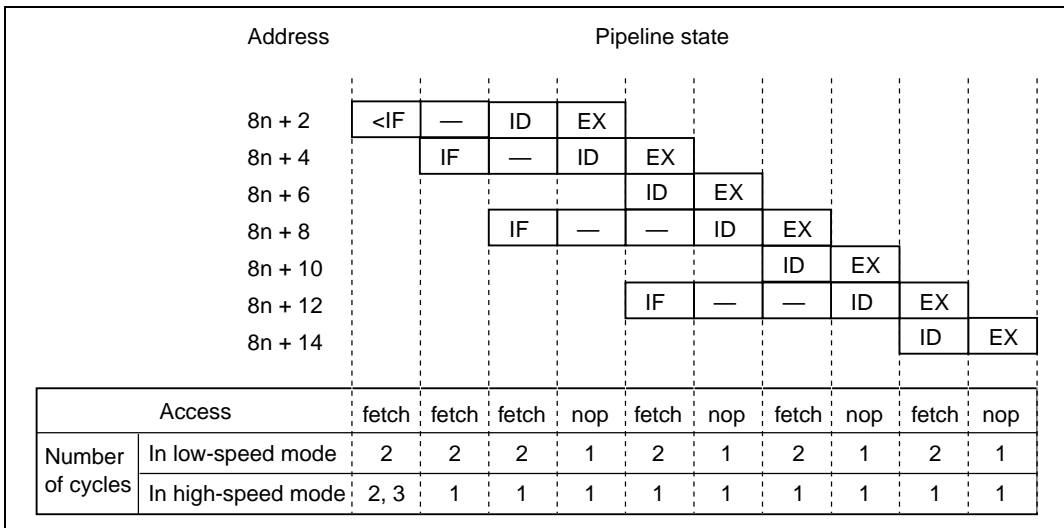 Address Pipeline state
8n + 2 <IF — ID EX
8n + 4 IF — ID EX
8n + 6 ID EX
8n + 8 IF — — ID EX
8n + 10 ID EX
8n + 12 IF — — ID EX
8n + 14 ID EX
Access fetch fetch fetch nop fetch nop fetch nop fetch nop
Number of cycles In low-speed mode 2 2 2 1 2 1 2 1 2 1
In high-speed mode 2, 3 1 1 1 1 1 1 1 1 1